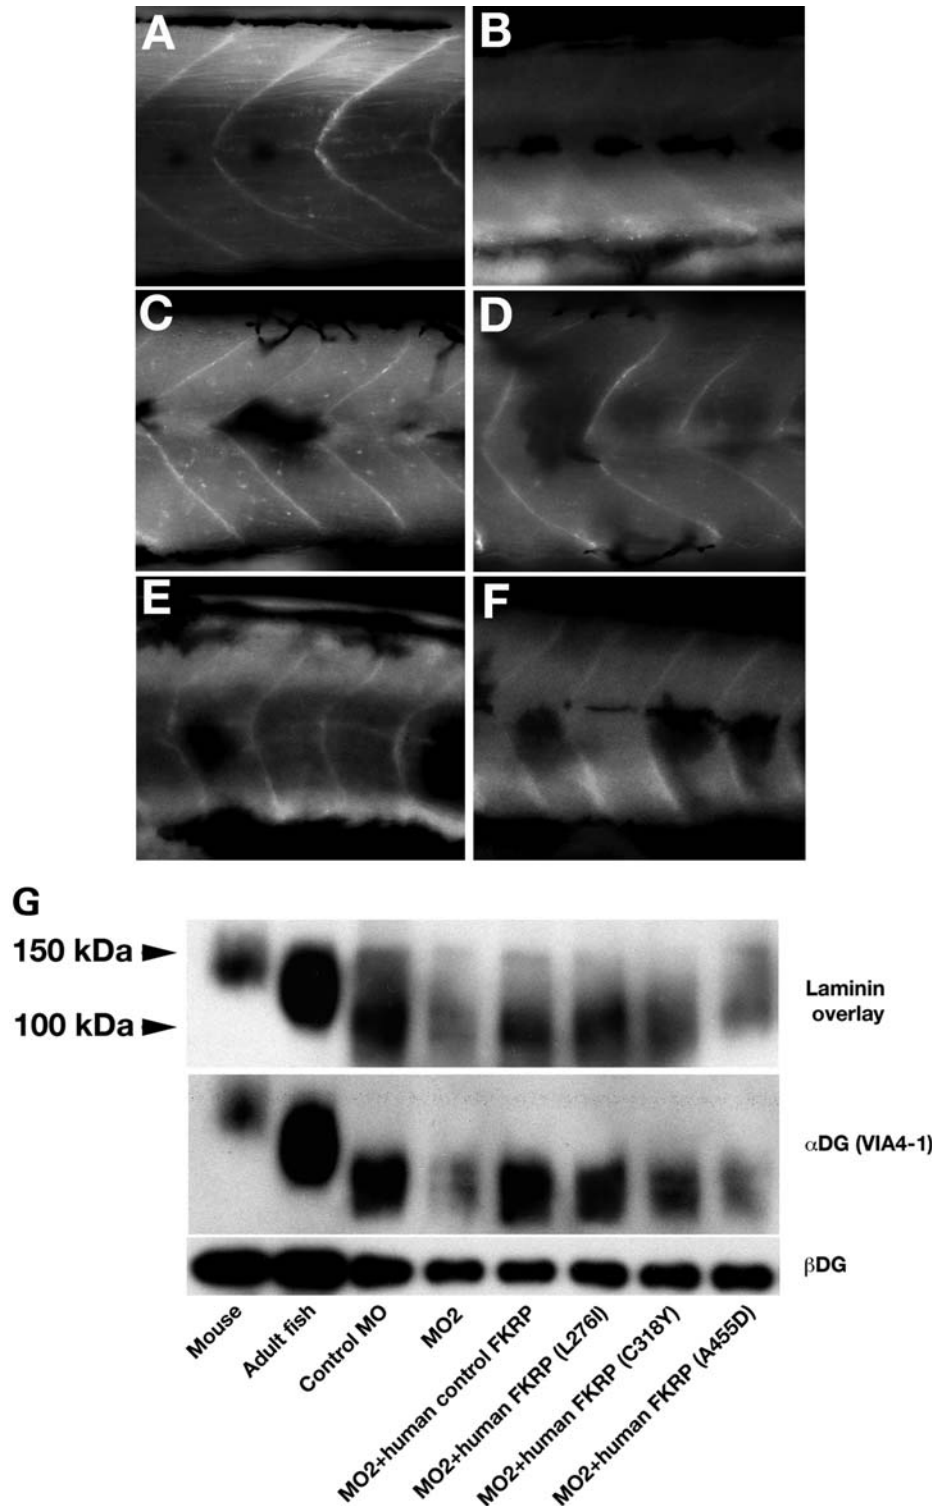 A
B
C
D
E
F
G
150 kDa
100 kDa
Laminin
overlay
αDG (VIA4-1)
βDG
Mouse
Adult fish
Control MO
MO2
MO2+human control FKRP
MO2+human FKRP (L276I)
MO2+human FKRP (C318Y)
MO2+human FKRP (A455D)